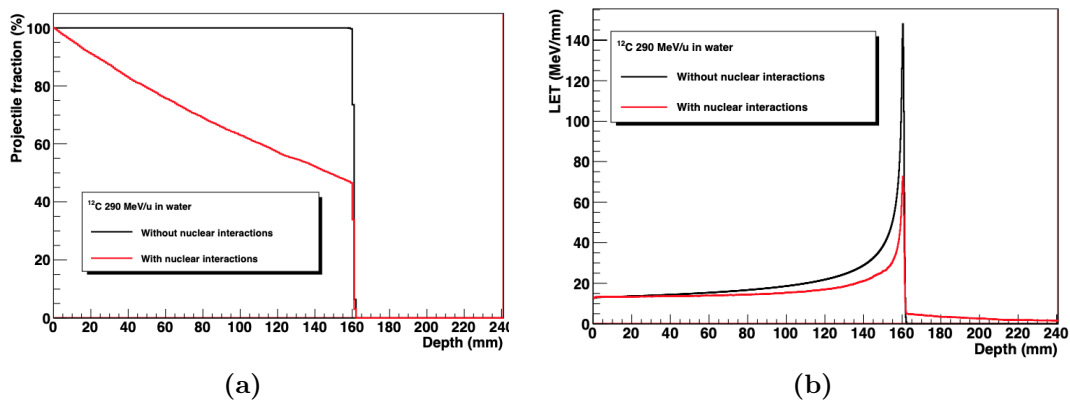 Projectile fraction (%)
100
80
60
40
20
0
¹²C 290 MeV/u in water
Without nuclear interactions
With nuclear interactions
0 20 40 60 80 100 120 140 160 180 200 220 240
Depth (mm)
(a)
LET (MeV/mm)
140
120
100
80
60
40
20
0
¹²C 290 MeV/u in water
Without nuclear interactions
With nuclear interactions
0 20 40 60 80 100 120 140 160 180 200 220 240
Depth (mm)
(b)